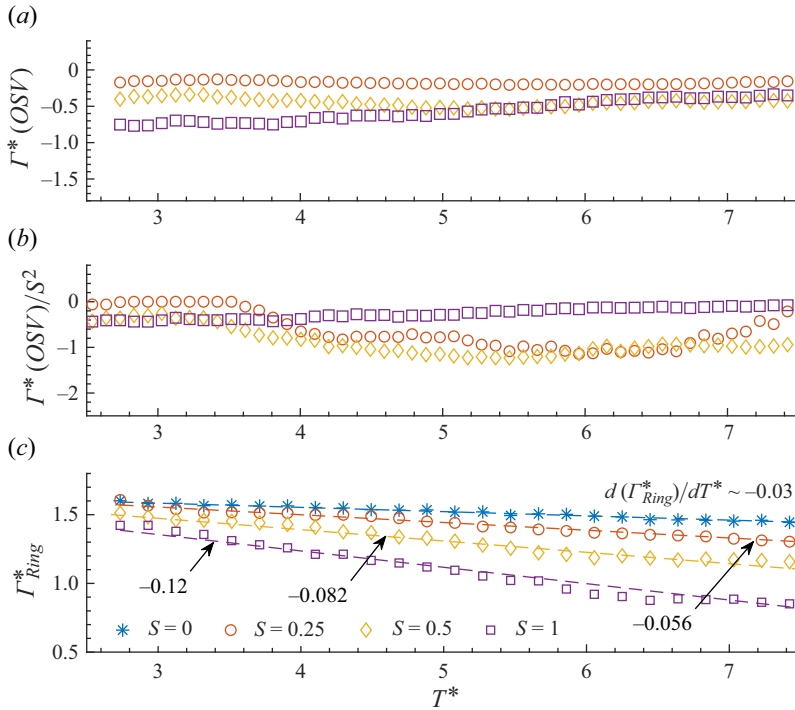 (a)
Γ* (OSV)
0
−0.5
−1.0
−1.5
3 4 5 6 7
(b)
Γ* (OSV)/S²
0
−1
−2
3 4 5 6 7
(c)
Γ*Ring
1.5
1.0
0.5
d (Γ*Ring)/dT* ~ −0.03
−0.12
−0.082
−0.056
S = 0 S = 0.25 S = 0.5 S = 1
3 4 5 6 7
T*